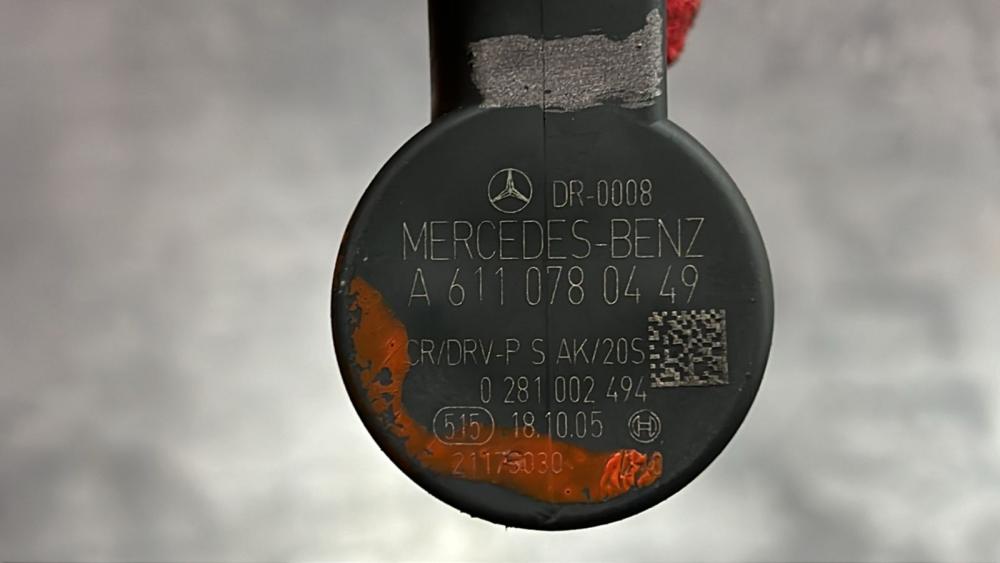 DR-0008
MERCEDES-BENZ
A 611 078 04 49
CR/DRV-P S AK/20S
0 281 002 494
515 18.10.05 H